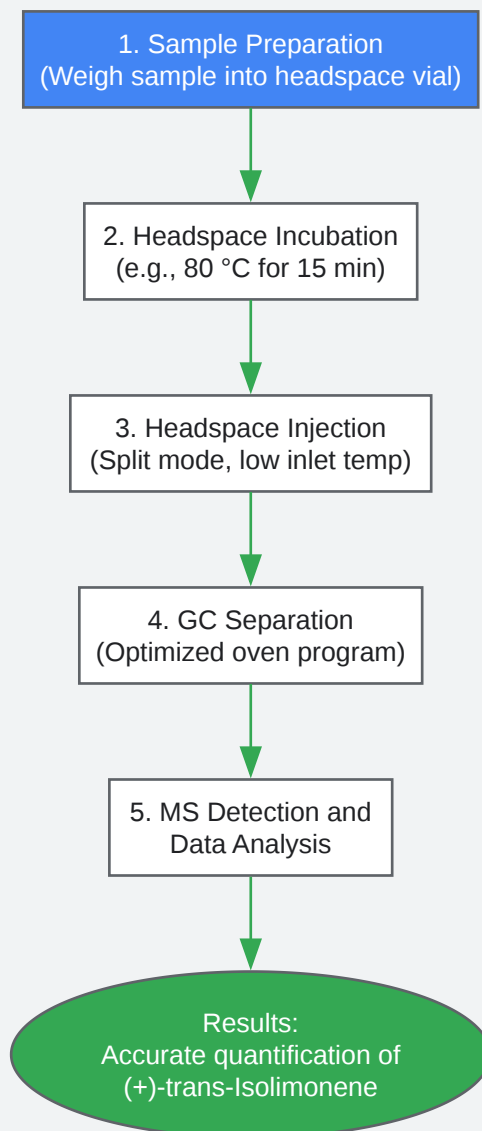 1. Sample Preparation
(Weigh sample into headspace vial)
2. Headspace Incubation
(e.g., 80 °C for 15 min)
3. Headspace Injection
(Split mode, low inlet temp)
4. GC Separation
(Optimized oven program)
5. MS Detection and
Data Analysis
Results:
Accurate quantification of
(+)-trans-Isolimonene